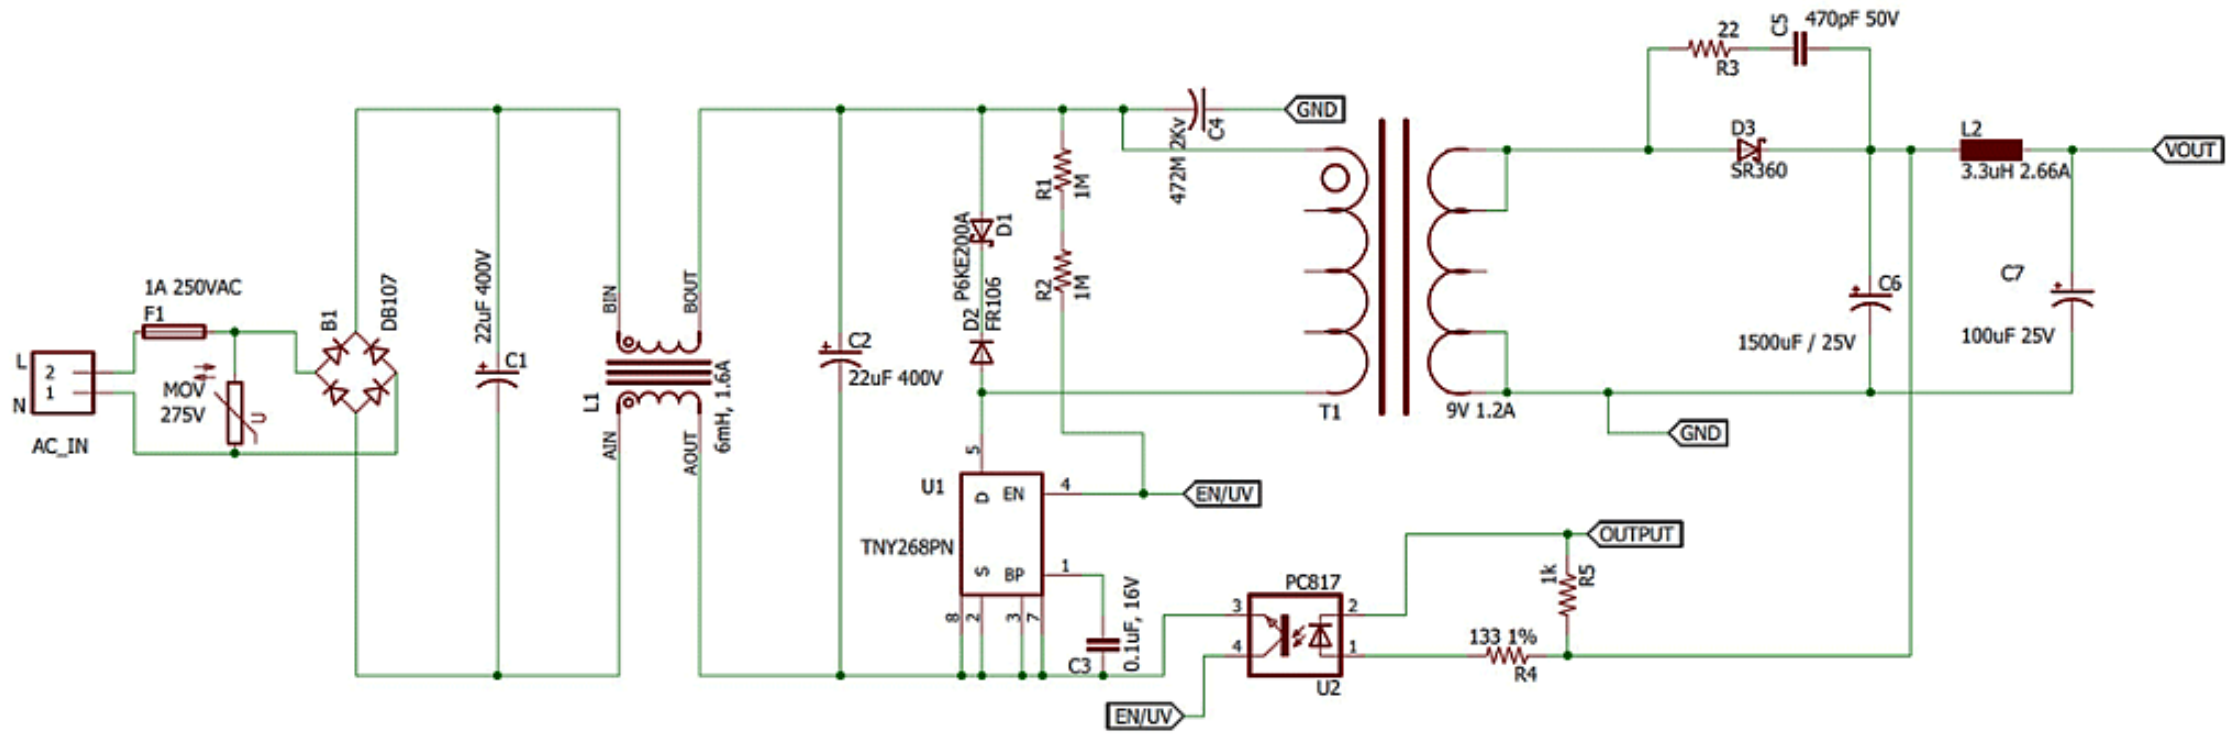 470pF 50V
C5
22
R3
GND
472M 2Kv
C4
D3
SR360
L2
3.3uH 2.66A
VOUT
R1
1M
P6KE200A
D1
R2
1M
D2
FR106
1A 250VAC
F1
B1
DB107
22uF 400V
C1
BIN
BOUT
C2
22uF 400V
C6
1500uF / 25V
C7
100uF 25V
L
2
1
N
AC_IN
MOV
275V
U
L1
6mH, 1.6A
AIN
AOUT
T1
9V 1.2A
GND
5
U1
D
EN
4
EN/UV
TNY268PN
S
BP
1
8
2
3
7
C3
0.1uF, 16V
OUTPUT
1k
R5
PC817
3
2
4
1
U2
133 1%
R4
EN/UV